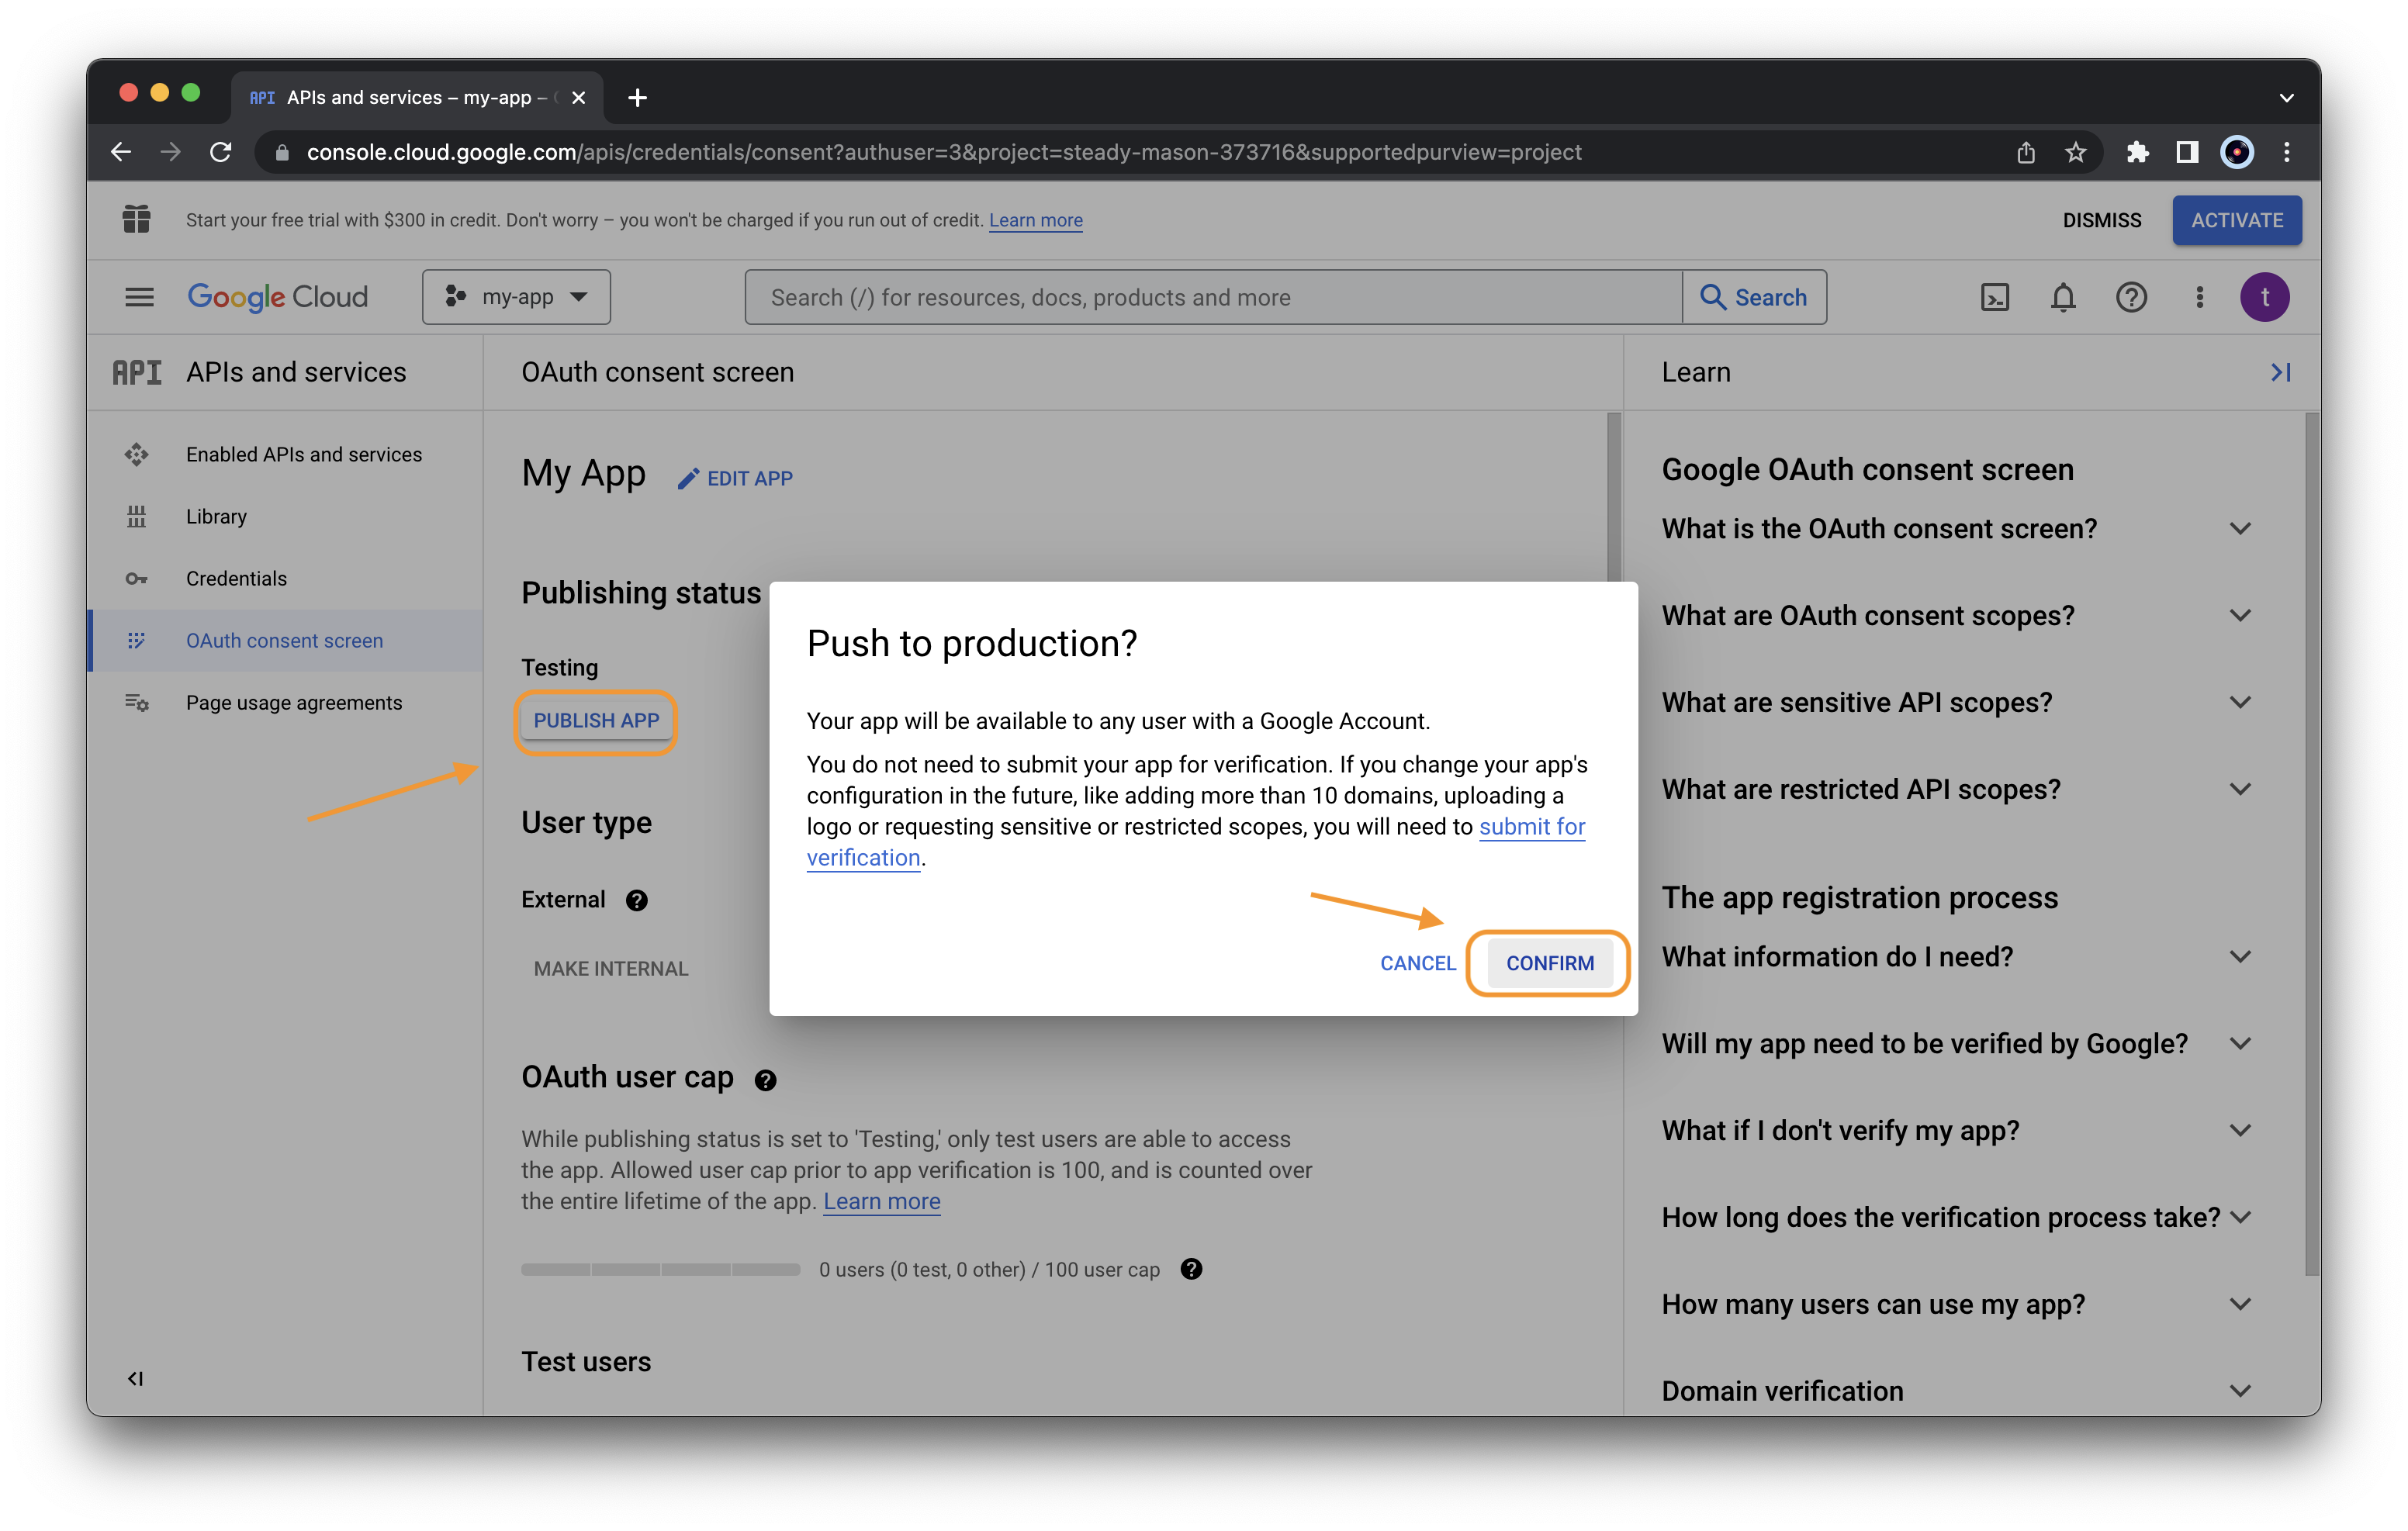 API APIs and services – my-app –
console.cloud.google.com/apis/credentials/consent?authuser=3&project=steady-mason-373716&supportedpurview=project
Start your free trial with $300 in credit. Don't worry – you won't be charged if you run out of credit. Learn more
DISMISS
ACTIVATE
Google Cloud
my-app
Search (/) for resources, docs, products and more
Search
t
API APIs and services
Enabled APIs and services
Library
Credentials
OAuth consent screen
Page usage agreements
OAuth consent screen
My App
EDIT APP
Publishing status
Testing
PUBLISH APP
User type
External
MAKE INTERNAL
OAuth user cap
While publishing status is set to 'Testing,' only test users are able to access
the app. Allowed user cap prior to app verification is 100, and is counted over
the entire lifetime of the app. Learn more
0 users (0 test, 0 other) / 100 user cap
Test users
Push to production?
Your app will be available to any user with a Google Account.
You do not need to submit your app for verification. If you change your app's
configuration in the future, like adding more than 10 domains, uploading a
logo or requesting sensitive or restricted scopes, you will need to submit for
verification.
CANCEL
CONFIRM
Learn
Google OAuth consent screen
What is the OAuth consent screen?
What are OAuth consent scopes?
What are sensitive API scopes?
What are restricted API scopes?
The app registration process
What information do I need?
Will my app need to be verified by Google?
What if I don't verify my app?
How long does the verification process take?
How many users can use my app?
Domain verification